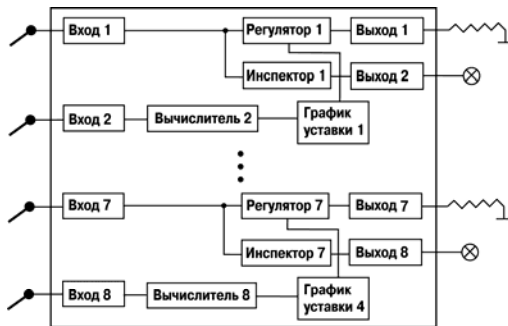 Вход 1
Регулятор 1
Выход 1
Инспектор 1
Выход 2
Вход 2
Вычислитель 2
График
уставки 1
Вход 7
Регулятор 7
Выход 7
Инспектор 7
Выход 8
Вход 8
Вычислитель 8
График
уставки 4